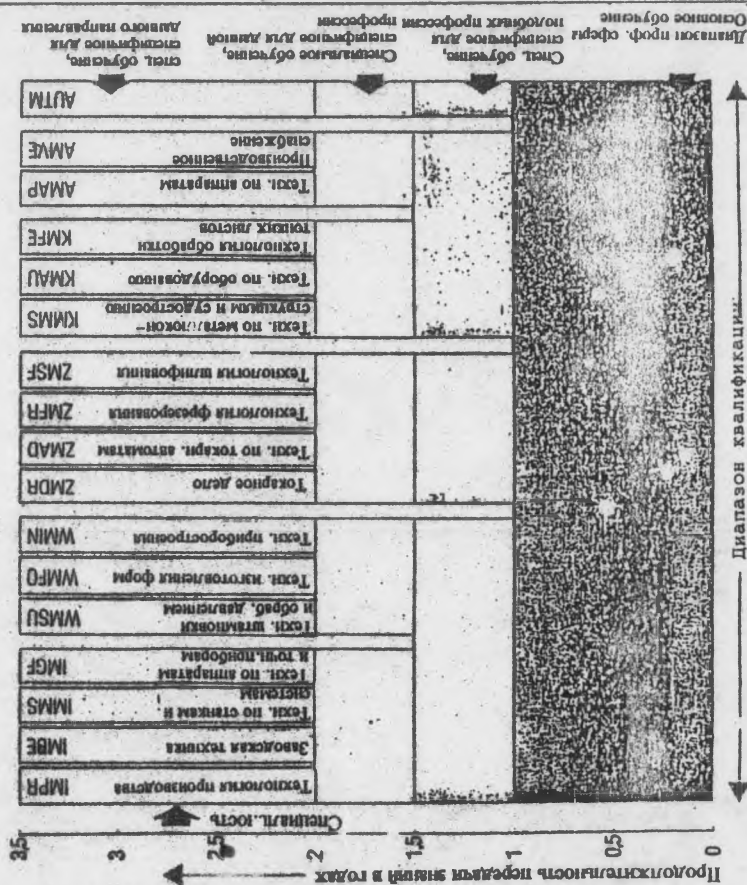 Продолжительность передачи знаний в годах
0 0,5 1 1,5 2 2,5 3 3,5
Диапазон квалификации
Технология производства IMPR
Заводская техника IMBE
Техн. по станкам и
системам IMMS
Техн. по аппаратам
и точн.приборам IMGF
Техн. штамповки
и обраб. давлением WMSU
Техн. изготовления форм WMFO
Техн. приборостроения WMIN
Токарное дело ZMDR
Техн. по токарн. автоматам ZMAD
Технология фрезерования ZMFR
Технология шлифования ZMSF
Техн. по металлокон-
струкциям и судостроению KMMS
Техн. по оборудованию KMAU
Технология обработки
тонких листов KMFE
Техн. по аппаратам AMAP
Производственное
снабжение AMVE
AUTM
Диапазон проф. сферы
Основное обучение
Спец. обучение,
специфичное для
подобных профессии
Специальное обучение,
специфичное для данной
профессии
спец. обучение,
специфичное для
данного направления